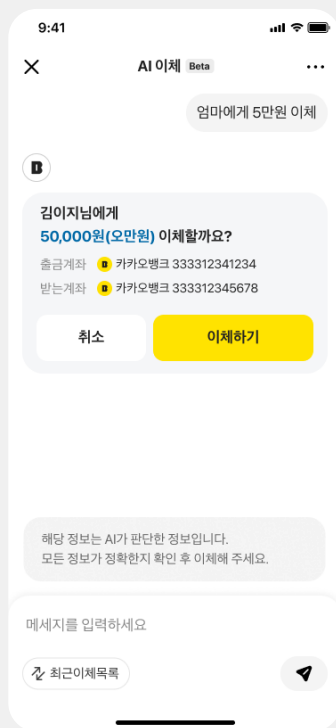 9:41
AI 이체 Beta
엄마에게 5만원 이체
김이지님에게
50,000원(오만원) 이체할까요?
출금계좌 카카오뱅크 333312341234
받는계좌 카카오뱅크 333312345678
취소 이체하기
해당 정보는 AI가 판단한 정보입니다.
모든 정보가 정확한지 확인 후 이체해 주세요.
메세지를 입력하세요
최근이체목록